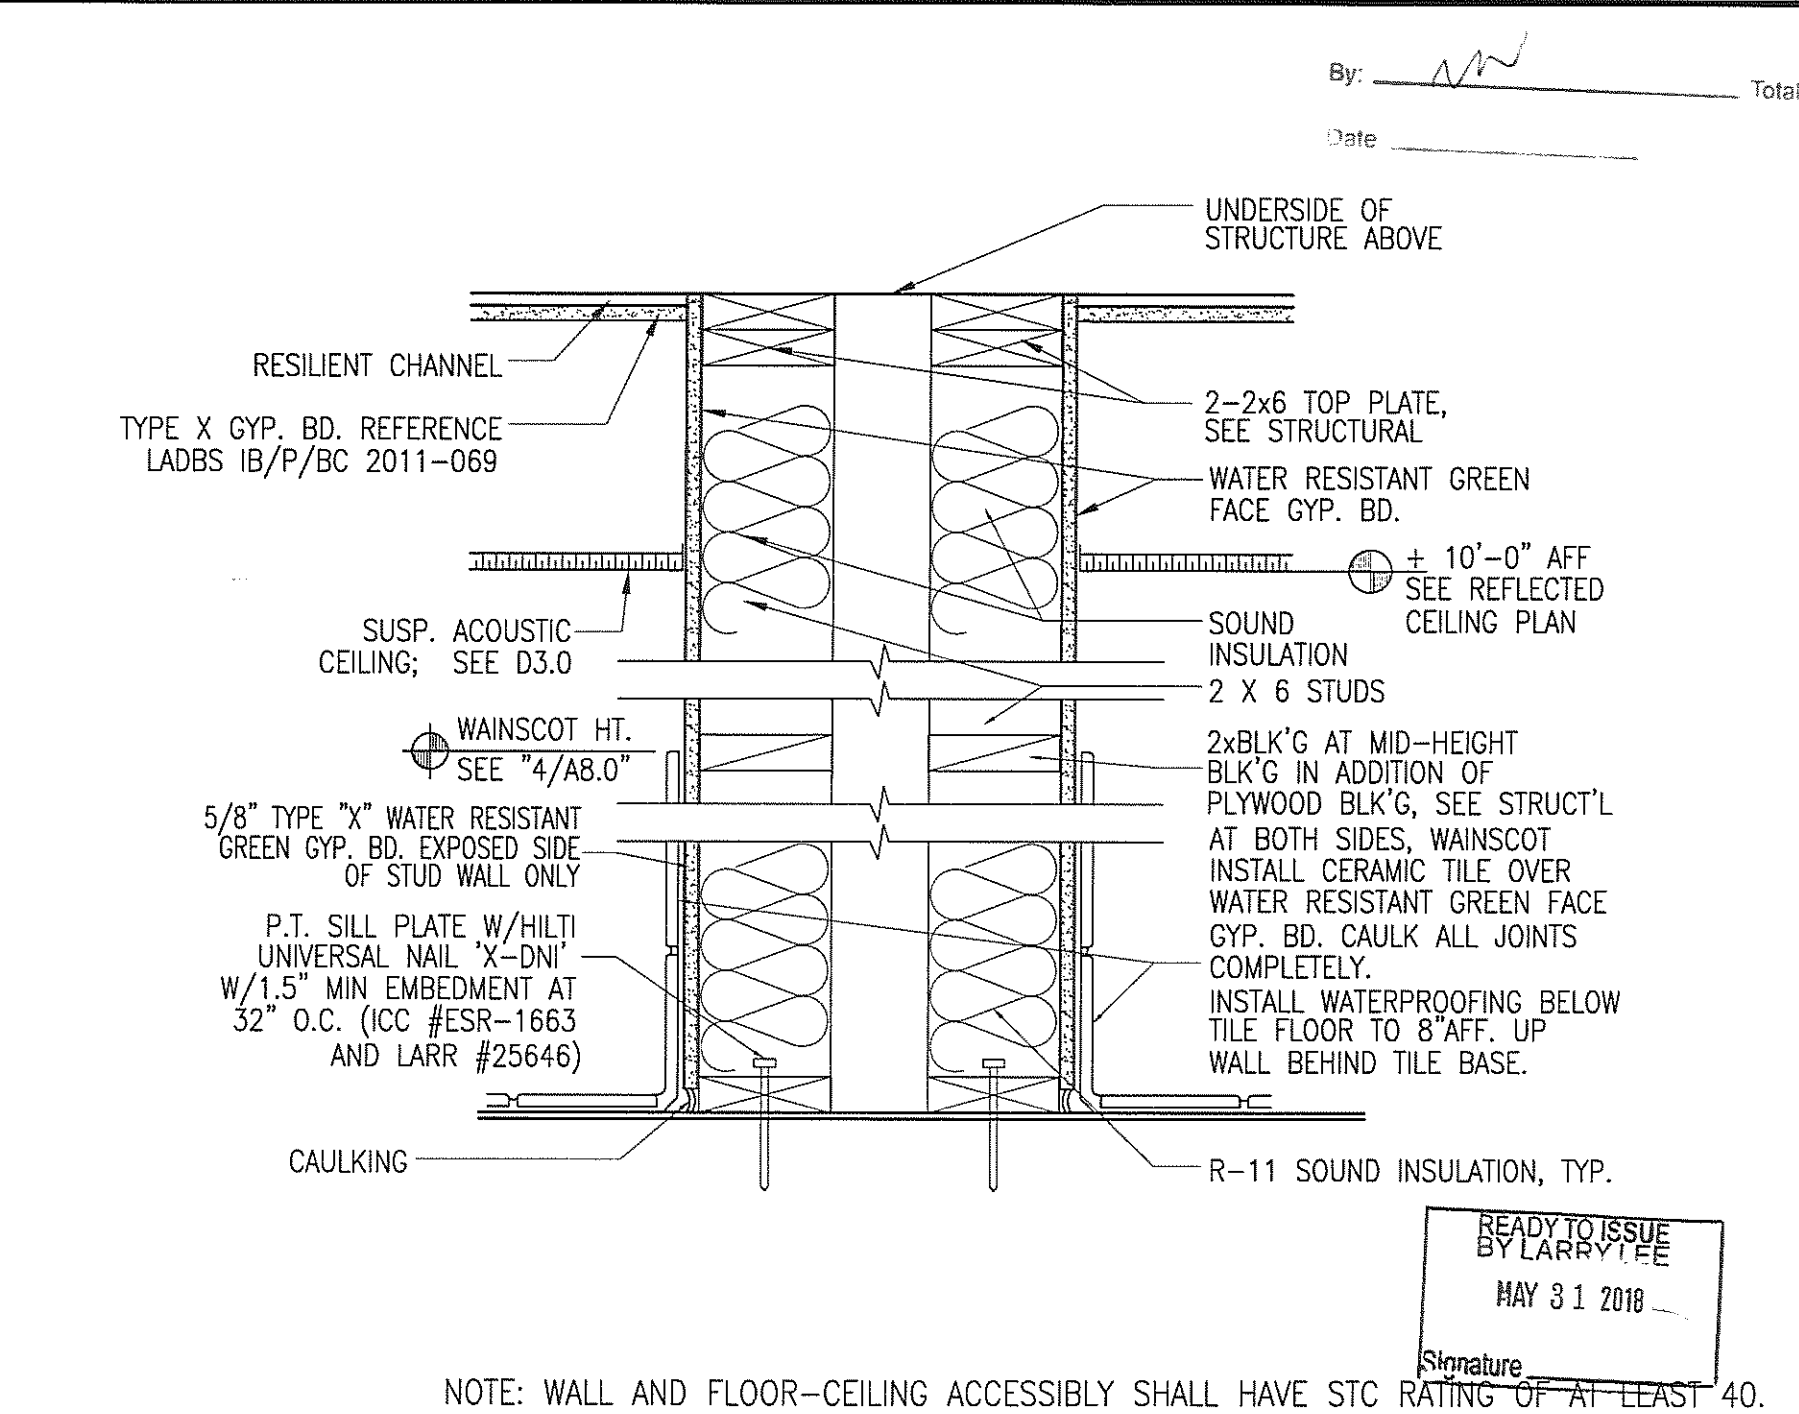 By: Total
Date
UNDERSIDE OF
STRUCTURE ABOVE
RESILIENT CHANNEL
TYPE X GYP. BD. REFERENCE
LADBS IB/P/BC 2011-069
2-2x6 TOP PLATE,
SEE STRUCTURAL
WATER RESISTANT GREEN
FACE GYP. BD.
± 10'-0" AFF
SEE REFLECTED
CEILING PLAN
SUSP. ACOUSTIC
CEILING; SEE D3.0
SOUND
INSULATION
2 X 6 STUDS
WAINSCOT HT.
SEE "4/A8.0"
2xBLK'G AT MID-HEIGHT
BLK'G IN ADDITION OF
PLYWOOD BLK'G, SEE STRUCT'L
5/8" TYPE "X" WATER RESISTANT
GREEN GYP. BD. EXPOSED SIDE
OF STUD WALL ONLY
AT BOTH SIDES, WAINSCOT
INSTALL CERAMIC TILE OVER
WATER RESISTANT GREEN FACE
GYP. BD. CAULK ALL JOINTS
COMPLETELY.
INSTALL WATERPROOFING BELOW
TILE FLOOR TO 8"AFF. UP
WALL BEHIND TILE BASE.
P.T. SILL PLATE W/HILTI
UNIVERSAL NAIL 'X-DNI'
W/1.5" MIN EMBEDMENT AT
32" O.C. (ICC #ESR-1663
AND LARR #25646)
CAULKING
R-11 SOUND INSULATION, TYP.
READY TO ISSUE
BY LARRY LEE
MAY 31 2018
Signature
NOTE: WALL AND FLOOR-CEILING ACCESSIBLY SHALL HAVE STC RATING OF AT LEAST 40.